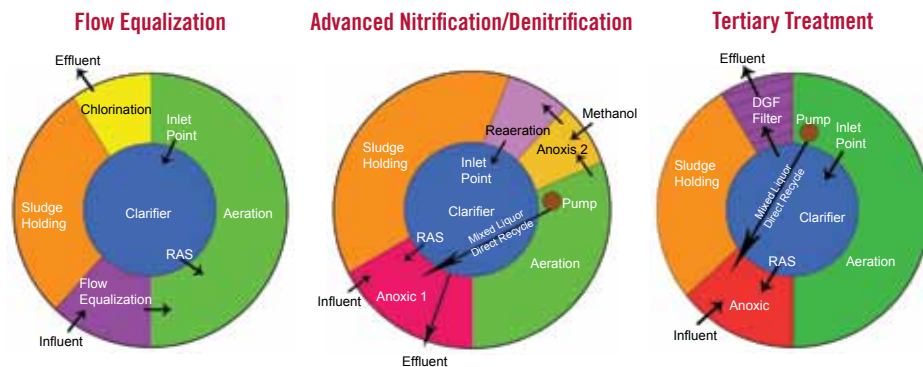 Flow Equalization
Effluent
Chlorination
Inlet
Point
Sludge
Holding
Clarifier
Aeration
RAS
Flow
Equalization
Influent
Advanced Nitrification/Denitrification
Methanol
Sludge
Holding
Reaeration
Anoxis 2
Inlet
Point
Clarifier
Pump
Mixed Liquor
Direct Recycle
RAS
Aeration
Influent
Anoxic 1
Effluent
Tertiary Treatment
Effluent
DGF
Filter
Pump
Inlet
Point
Sludge
Holding
Mixed Liquor
Direct Recycle
Clarifier
RAS
Aeration
Anoxic
Influent